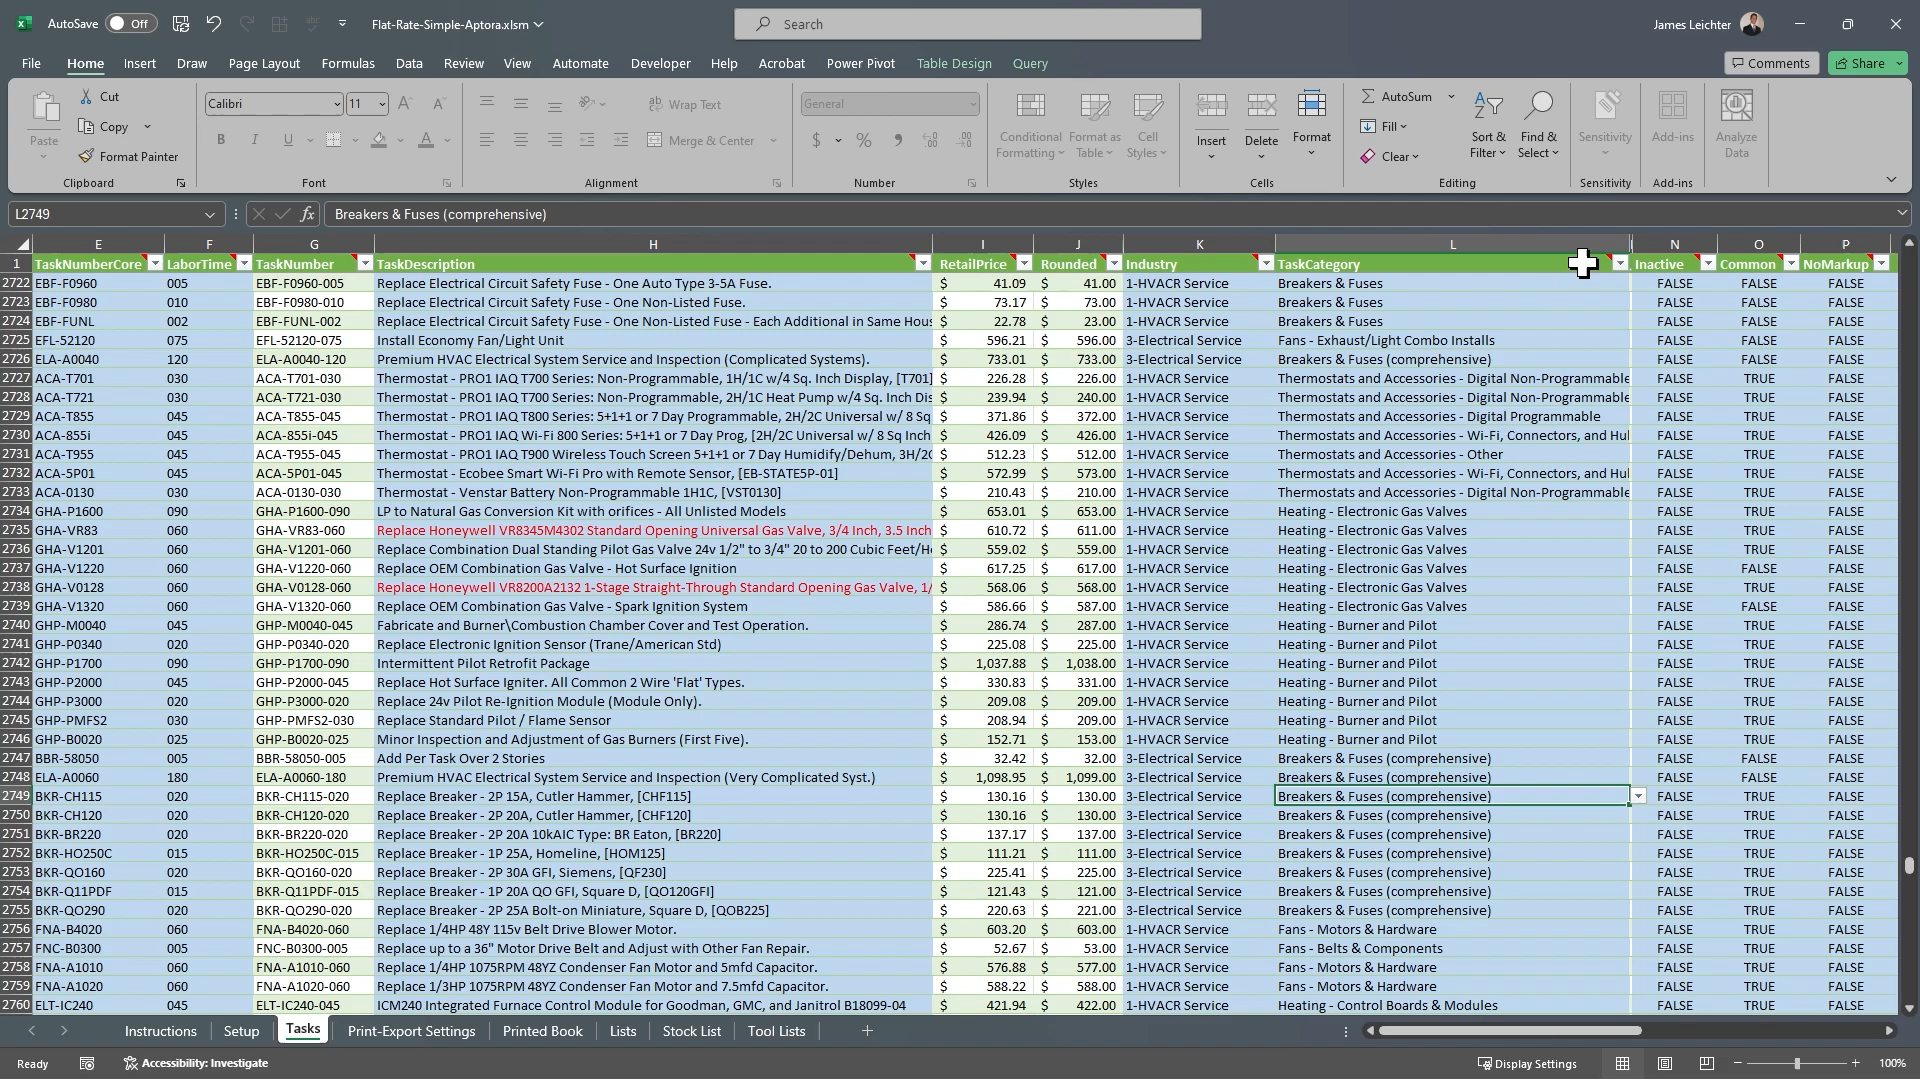 AutoSave Off Flat-Rate-Simple-Aptora.xlsm Search James Leichter
File Home Insert Draw Page Layout Formulas Data Review View Automate Developer Help Acrobat Power Pivot Table Design Query Comments Share
Paste Cut Copy Format Painter Clipboard
Calibri 11 B I U Font
Wrap Text Merge & Center Alignment
General $ % Number
Conditional Formatting Format as Table Cell Styles Styles
Insert Delete Format Cells
AutoSum Fill Clear Sort & Filter Find & Select Editing
Sensitivity Sensitivity Add-ins Add-ins Analyze Data
L2749 fx Breakers & Fuses (comprehensive)
E F G H I J K L N O P
1 TaskNumberCore LaborTime TaskNumber TaskDescription RetailPrice Rounded Industry TaskCategory Inactive Common NoMarkup
2722 EBF-F0960 005 EBF-F0960-005 Replace Electrical Circuit Safety Fuse - One Auto Type 3-5A Fuse. $ 41.09 $ 41.00 1-HVACR Service Breakers & Fuses FALSE FALSE FALSE
2723 EBF-F0980 010 EBF-F0980-010 Replace Electrical Circuit Safety Fuse - One Non-Listed Fuse. $ 73.17 $ 73.00 1-HVACR Service Breakers & Fuses FALSE FALSE FALSE
2724 EBF-FUNL 002 EBF-FUNL-002 Replace Electrical Circuit Safety Fuse - One Non-Listed Fuse - Each Additional in Same Hous $ 22.78 $ 23.00 1-HVACR Service Breakers & Fuses FALSE FALSE FALSE
2725 EFL-52120 075 EFL-52120-075 Install Economy Fan/Light Unit $ 596.21 $ 596.00 3-Electrical Service Fans - Exhaust/Light Combo Installs FALSE FALSE FALSE
2726 ELA-A0040 120 ELA-A0040-120 Premium HVAC Electrical System Service and Inspection (Complicated Systems). $ 733.01 $ 733.00 3-Electrical Service Breakers & Fuses (comprehensive) FALSE FALSE FALSE
2727 ACA-T701 030 ACA-T701-030 Thermostat - PRO1 IAQ T700 Series: Non-Programmable, 1H/1C w/4 Sq. Inch Display, [T701] $ 226.28 $ 226.00 1-HVACR Service Thermostats and Accessories - Digital Non-Programmable FALSE TRUE FALSE
2728 ACA-T721 030 ACA-T721-030 Thermostat - PRO1 IAQ T700 Series: Non-Programmable, 2H/1C Heat Pump w/4 Sq. Inch Dis $ 239.94 $ 240.00 1-HVACR Service Thermostats and Accessories - Digital Non-Programmable FALSE TRUE FALSE
2729 ACA-T855 045 ACA-T855-045 Thermostat - PRO1 IAQ T800 Series: 5+1+1 or 7 Day Programmable, 2H/2C Universal w/ 8 Sq $ 371.86 $ 372.00 1-HVACR Service Thermostats and Accessories - Digital Programmable FALSE TRUE FALSE
2730 ACA-855i 045 ACA-855i-045 Thermostat - PRO1 IAQ Wi-Fi 800 Series: 5+1+1 or 7 Day Prog, [2H/2C Universal w/ 8 Sq Inch $ 426.09 $ 426.00 1-HVACR Service Thermostats and Accessories - Wi-Fi, Connectors, and Hul FALSE TRUE FALSE
2731 ACA-T955 045 ACA-T955-045 Thermostat - PRO1 IAQ T900 Wireless Touch Screen 5+1+1 or 7 Day Humidify/Dehum, 3H/2C $ 512.23 $ 512.00 1-HVACR Service Thermostats and Accessories - Other FALSE TRUE FALSE
2732 ACA-5P01 045 ACA-5P01-045 Thermostat - Ecobee Smart Wi-Fi Pro with Remote Sensor, [EB-STATE5P-01] $ 572.99 $ 573.00 1-HVACR Service Thermostats and Accessories - Wi-Fi, Connectors, and Hul FALSE TRUE FALSE
2733 ACA-0130 030 ACA-0130-030 Thermostat - Venstar Battery Non-Programmable 1H1C, [VST0130] $ 210.43 $ 210.00 1-HVACR Service Thermostats and Accessories - Digital Non-Programmable FALSE TRUE FALSE
2734 GHA-P1600 090 GHA-P1600-090 LP to Natural Gas Conversion Kit with orifices - All Unlisted Models $ 653.01 $ 653.00 1-HVACR Service Heating - Electronic Gas Valves FALSE TRUE FALSE
2735 GHA-VR83 060 GHA-VR83-060 Replace Honeywell VR8345M4302 Standard Opening Universal Gas Valve, 3/4 Inch, 3.5 Inch $ 610.72 $ 611.00 1-HVACR Service Heating - Electronic Gas Valves FALSE TRUE FALSE
2736 GHA-V1201 060 GHA-V1201-060 Replace Combination Dual Standing Pilot Gas Valve 24v 1/2" to 3/4" 20 to 200 Cubic Feet/H $ 559.02 $ 559.00 1-HVACR Service Heating - Electronic Gas Valves FALSE TRUE FALSE
2737 GHA-V1220 060 GHA-V1220-060 Replace OEM Combination Gas Valve - Hot Surface Ignition $ 617.25 $ 617.00 1-HVACR Service Heating - Electronic Gas Valves FALSE FALSE FALSE
2738 GHA-V0128 060 GHA-V0128-060 Replace Honeywell VR8200A2132 1-Stage Straight-Through Standard Opening Gas Valve, 1/ $ 568.06 $ 568.00 1-HVACR Service Heating - Electronic Gas Valves FALSE TRUE FALSE
2739 GHA-V1320 060 GHA-V1320-060 Replace OEM Combination Gas Valve - Spark Ignition System $ 586.66 $ 587.00 1-HVACR Service Heating - Electronic Gas Valves FALSE FALSE FALSE
2740 GHP-M0040 045 GHP-M0040-045 Fabricate and Burner\Combustion Chamber Cover and Test Operation. $ 286.74 $ 287.00 1-HVACR Service Heating - Burner and Pilot FALSE TRUE FALSE
2741 GHP-P0340 020 GHP-P0340-020 Replace Electronic Ignition Sensor (Trane/American Std) $ 225.08 $ 225.00 1-HVACR Service Heating - Burner and Pilot FALSE TRUE FALSE
2742 GHP-P1700 090 GHP-P1700-090 Intermittent Pilot Retrofit Package $ 1,037.88 $ 1,038.00 1-HVACR Service Heating - Burner and Pilot FALSE TRUE FALSE
2743 GHP-P2000 045 GHP-P2000-045 Replace Hot Surface Igniter. All Common 2 Wire 'Flat' Types. $ 330.83 $ 331.00 1-HVACR Service Heating - Burner and Pilot FALSE TRUE FALSE
2744 GHP-P3000 020 GHP-P3000-020 Replace 24v Pilot Re-Ignition Module (Module Only). $ 209.08 $ 209.00 1-HVACR Service Heating - Burner and Pilot FALSE TRUE FALSE
2745 GHP-PMFS2 030 GHP-PMFS2-030 Replace Standard Pilot / Flame Sensor $ 208.94 $ 209.00 1-HVACR Service Heating - Burner and Pilot FALSE TRUE FALSE
2746 GHP-B0020 025 GHP-B0020-025 Minor Inspection and Adjustment of Gas Burners (First Five). $ 152.71 $ 153.00 1-HVACR Service Heating - Burner and Pilot FALSE TRUE FALSE
2747 BBR-58050 005 BBR-58050-005 Add Per Task Over 2 Stories $ 32.42 $ 32.00 3-Electrical Service Breakers & Fuses (comprehensive) FALSE FALSE FALSE
2748 ELA-A0060 180 ELA-A0060-180 Premium HVAC Electrical System Service and Inspection (Very Complicated Syst.) $ 1,098.95 $ 1,099.00 3-Electrical Service Breakers & Fuses (comprehensive) FALSE FALSE FALSE
2749 BKR-CH115 020 BKR-CH115-020 Replace Breaker - 2P 15A, Cutler Hammer, [CHF115] $ 130.16 $ 130.00 3-Electrical Service Breakers & Fuses (comprehensive) FALSE TRUE FALSE
2750 BKR-CH120 020 BKR-CH120-020 Replace Breaker - 2P 20A, Cutler Hammer, [CHF120] $ 130.16 $ 130.00 3-Electrical Service Breakers & Fuses (comprehensive) FALSE TRUE FALSE
2751 BKR-BR220 020 BKR-BR220-020 Replace Breaker - 2P 20A 10kAIC Type: BR Eaton, [BR220] $ 137.17 $ 137.00 3-Electrical Service Breakers & Fuses (comprehensive) FALSE TRUE FALSE
2752 BKR-HO250C 015 BKR-HO250C-015 Replace Breaker - 1P 25A, Homeline, [HOM125] $ 111.21 $ 111.00 3-Electrical Service Breakers & Fuses (comprehensive) FALSE TRUE FALSE
2753 BKR-QO160 020 BKR-QO160-020 Replace Breaker - 2P 30A GFI, Siemens, [QF230] $ 225.41 $ 225.00 3-Electrical Service Breakers & Fuses (comprehensive) FALSE TRUE FALSE
2754 BKR-Q11PDF 015 BKR-Q11PDF-015 Replace Breaker - 1P 20A QO GFI, Square D, [QO120GFI] $ 121.43 $ 121.00 3-Electrical Service Breakers & Fuses (comprehensive) FALSE TRUE FALSE
2755 BKR-QO290 020 BKR-QO290-020 Replace Breaker - 2P 25A Bolt-on Miniature, Square D, [QOB225] $ 220.63 $ 221.00 3-Electrical Service Breakers & Fuses (comprehensive) FALSE TRUE FALSE
2756 FNA-B4020 060 FNA-B4020-060 Replace 1/4HP 48Y 115v Belt Drive Blower Motor. $ 603.20 $ 603.00 1-HVACR Service Fans - Motors & Hardware FALSE TRUE FALSE
2757 FNC-B0300 005 FNC-B0300-005 Replace up to a 36" Motor Drive Belt and Adjust with Other Fan Repair. $ 52.67 $ 53.00 1-HVACR Service Fans - Belts & Components FALSE TRUE FALSE
2758 FNA-A1010 060 FNA-A1010-060 Replace 1/4HP 1075RPM 48YZ Condenser Fan Motor and 5mfd Capacitor. $ 576.88 $ 577.00 1-HVACR Service Fans - Motors & Hardware FALSE TRUE FALSE
2759 FNA-A1020 060 FNA-A1020-060 Replace 1/3HP 1075RPM 48YZ Condenser Fan Motor and 7.5mfd Capacitor. $ 588.22 $ 588.00 1-HVACR Service Fans - Motors & Hardware FALSE TRUE FALSE
2760 ELT-IC240 045 ELT-IC240-045 ICM240 Integrated Furnace Control Module for Goodman, GMC, and Janitrol B18099-04 $ 421.94 $ 422.00 1-HVACR Service Heating - Control Boards & Modules FALSE TRUE FALSE
Instructions Setup Tasks Print-Export Settings Printed Book Lists Stock List Tool Lists
Ready Accessibility: Investigate Display Settings 100%